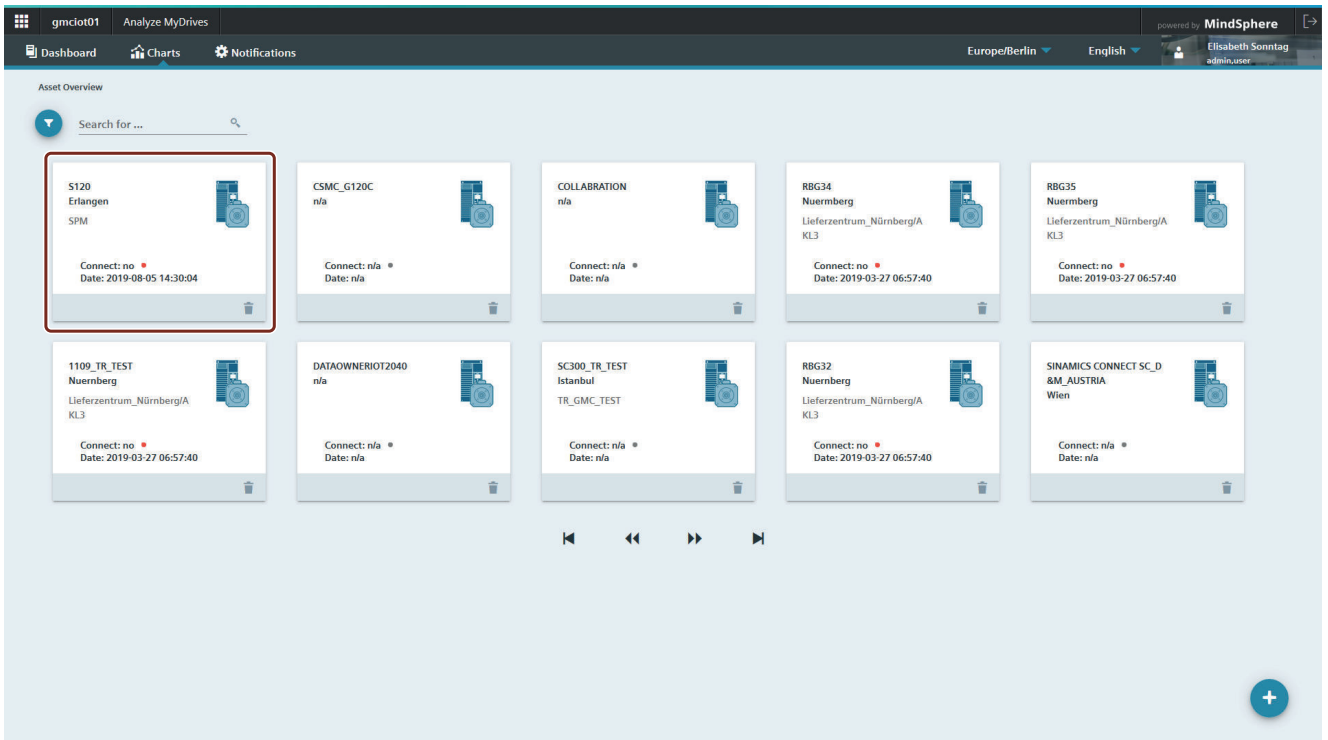 gmciot01 Analyze MyDrives powered by MindSphere
Dashboard Charts Notifications Europe/Berlin English Elisabeth Sonntag
admin,user
Asset Overview
Search for ...
S120
Erlangen
SPM
Connect: no
Date: 2019-08-05 14:30:04
CSMC_G120C
n/a
Connect: n/a
Date: n/a
COLLABRATION
n/a
Connect: n/a
Date: n/a
RBG34
Nuermberg
Lieferzentrum_Nürnberg/A
KL3
Connect: no
Date: 2019-03-27 06:57:40
RBG35
Nuermberg
Lieferzentrum_Nürnberg/A
KL3
Connect: no
Date: 2019-03-27 06:57:40
1109_TR_TEST
Nuernberg
Lieferzentrum_Nürnberg/A
KL3
Connect: no
Date: 2019-03-27 06:57:40
DATAOWNERIOT2040
n/a
Connect: n/a
Date: n/a
SC300_TR_TEST
Istanbul
TR_GMC_TEST
Connect: n/a
Date: n/a
RBG32
Nuernberg
Lieferzentrum_Nürnberg/A
KL3
Connect: no
Date: 2019-03-27 06:57:40
SINAMICS CONNECT SC_D
&M_AUSTRIA
Wien
Connect: n/a
Date: n/a